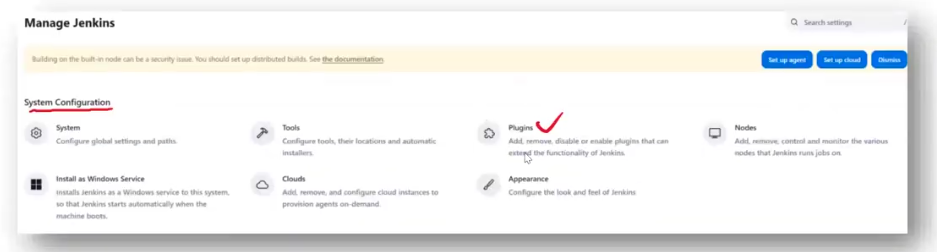 Manage Jenkins
Search settings
/
Building on the built-in node can be a security issue. You should set up distributed builds. See the documentation.
Set up agent
Set up cloud
Dismiss
System Configuration
System
Configure global settings and paths.
Tools
Configure tools, their locations and automatic
installers.
Plugins
Add, remove, disable or enable plugins that can
extend the functionality of Jenkins.
Nodes
Add, remove, control and monitor the various
nodes that Jenkins runs jobs on.
Install as Windows Service
Installs Jenkins as a Windows service to this system,
so that Jenkins starts automatically when the
machine boots.
Clouds
Add, remove, and configure cloud instances to
provision agents on-demand.
Appearance
Configure the look and feel of Jenkins